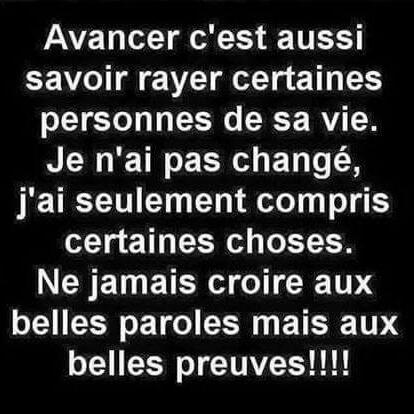 Avancer c'est aussi
savoir rayer certaines
personnes de sa vie.
Je n'ai pas changé,
j'ai seulement compris
certaines choses.
Ne jamais croire aux
belles paroles mais aux
belles preuves!!!!